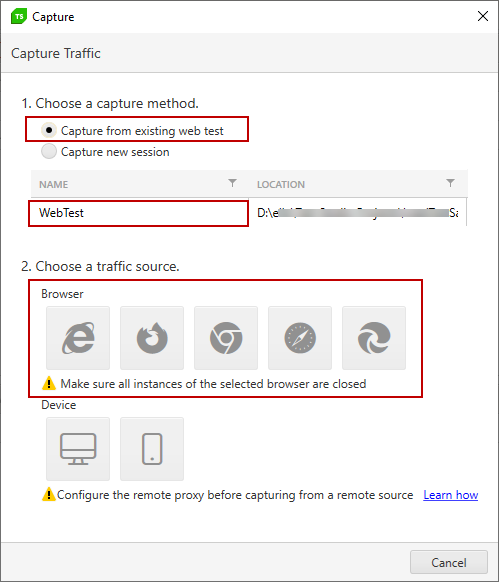 TS Capture
Capture Traffic
1. Choose a capture method.
Capture from existing web test
Capture new session
NAME LOCATION
WebTest D:\
2. Choose a traffic source.
Browser
Make sure all instances of the selected browser are closed
Device
Configure the remote proxy before capturing from a remote source Learn how
Cancel